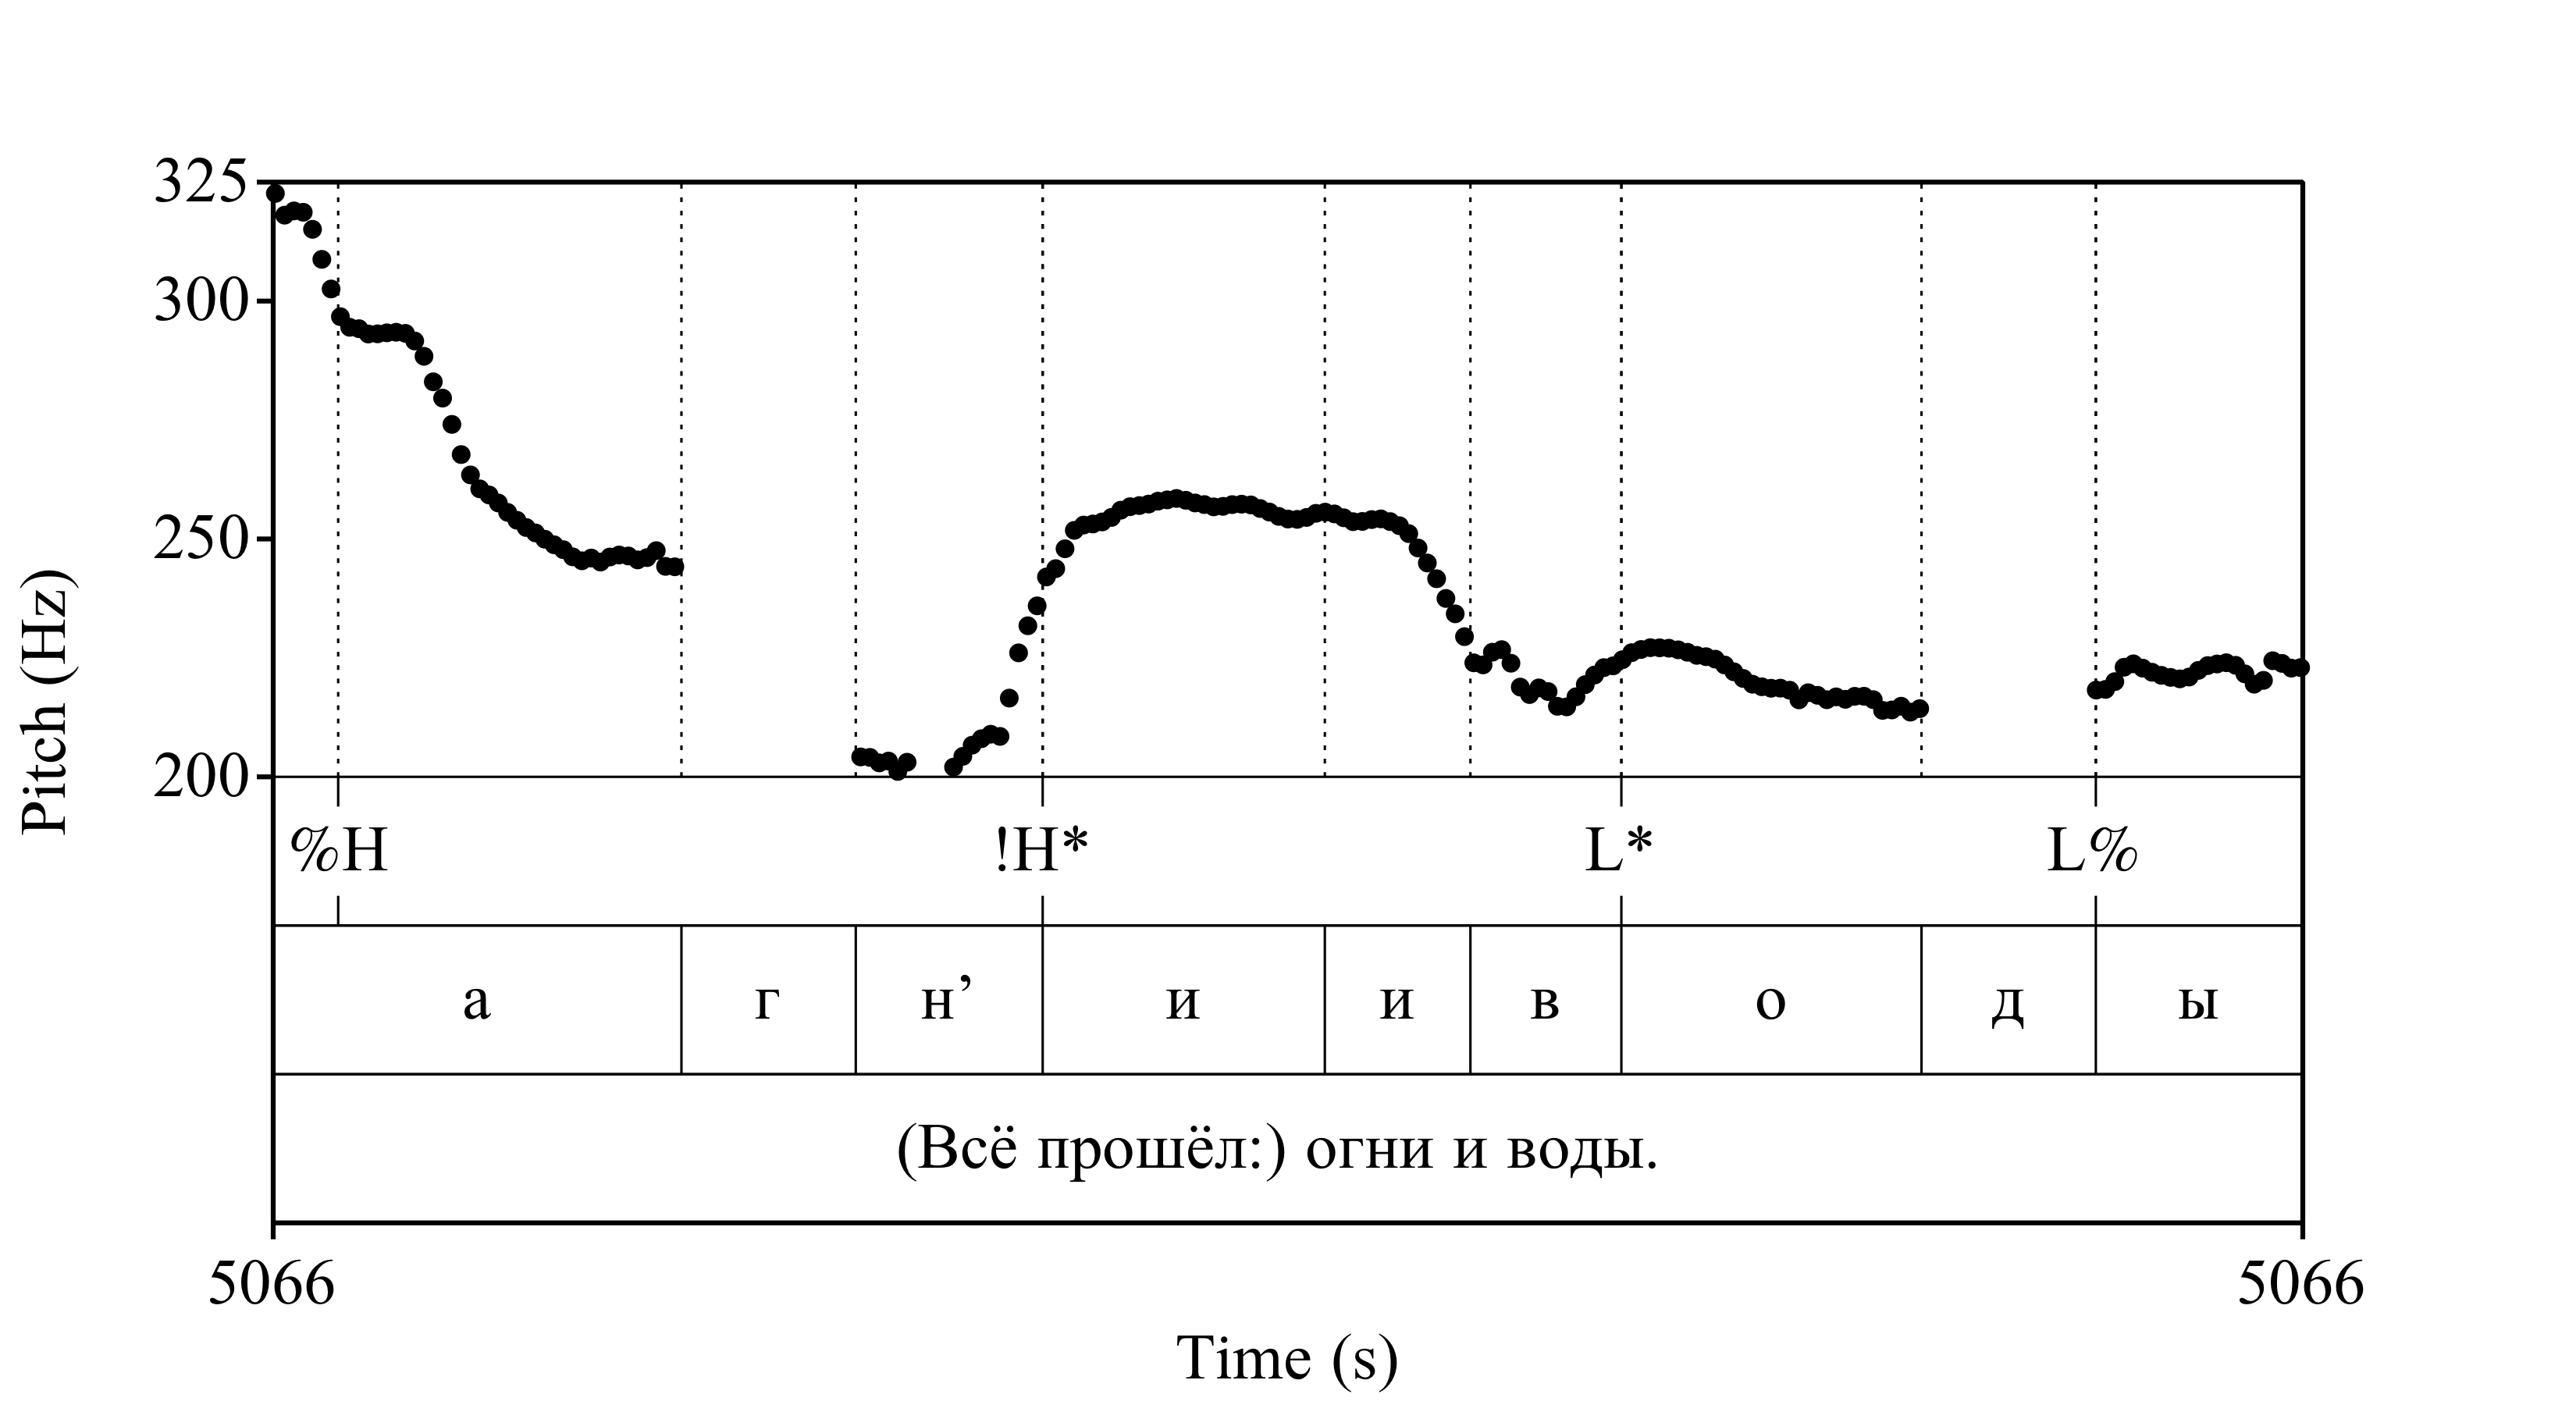 325
300
250
200
Pitch (Hz)
%H !H* L* L%
а г н’ и и в о д ы
(Всё прошёл:) огни и воды.
5066 5066
Time (s)